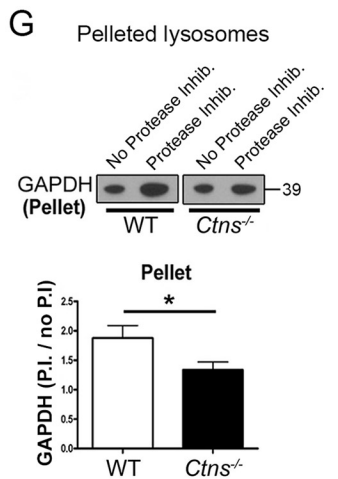 G
Pelleted lysosomes
No Protease Inhib.
Protease Inhib.
No Protease Inhib.
Protease Inhib.
GAPDH
(Pellet)
39
WT
Ctns-/-
Pellet
*
GAPDH (P.I. / no P.I)
2.5
2.0
1.5
1.0
0.5
0.0
WT
Ctns-/-